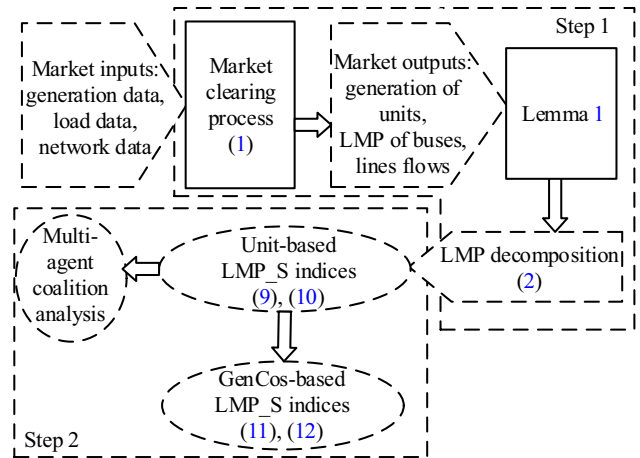 Step 1
Market inputs:
generation data,
load data,
network data
Market
clearing
process
(1)
Market outputs:
generation of
units,
LMP of buses,
lines flows
Lemma 1
Multi-
agent
coalition
analysis
Unit-based
LMP_S indices
(9), (10)
LMP decomposition
(2)
GenCos-based
LMP_S indices
(11), (12)
Step 2